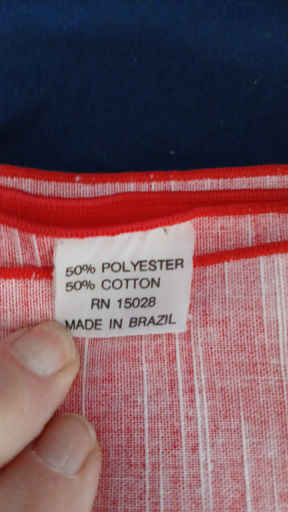 50% POLYESTER
50% COTTON
RN 15028
MADE IN BRAZIL